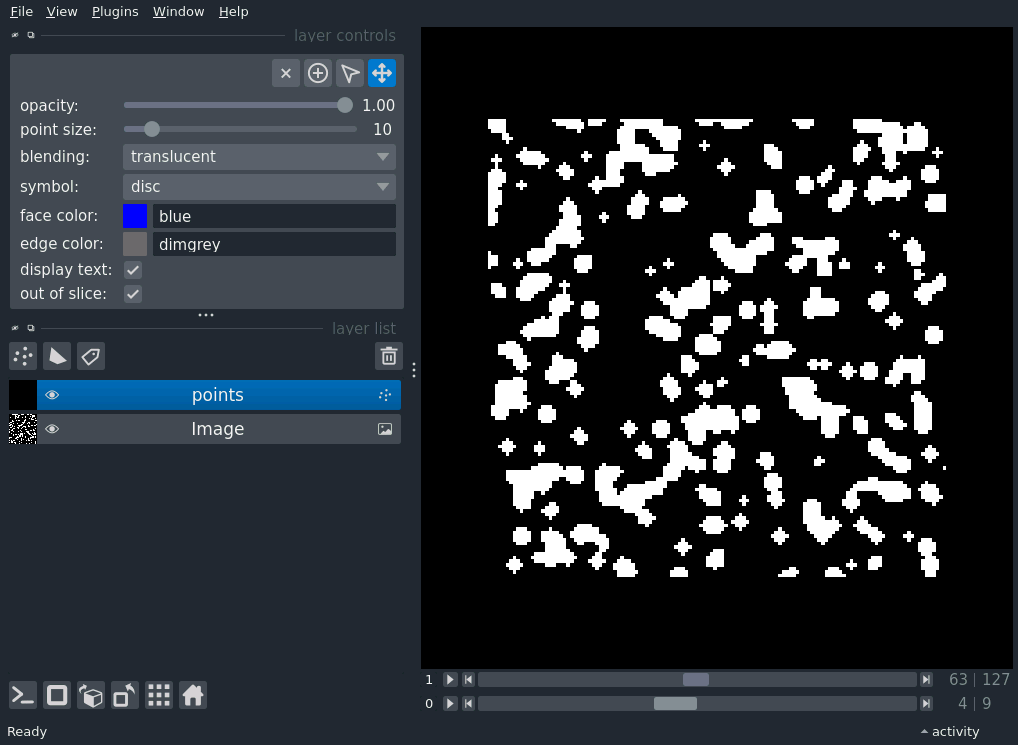 File View Plugins Window Help
layer controls
opacity: 1.00
point size: 10
blending: translucent
symbol: disc
face color: blue
edge color: dimgrey
display text:
out of slice:
layer list
points
Image
1 63 | 127
0 4 | 9
Ready activity